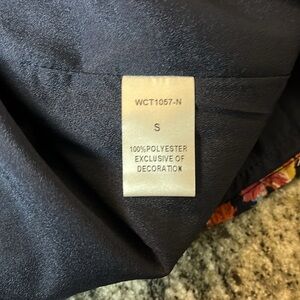 WCT1057-N
S
100%POLYESTER
EXCLUSIVE OF
DECORATION